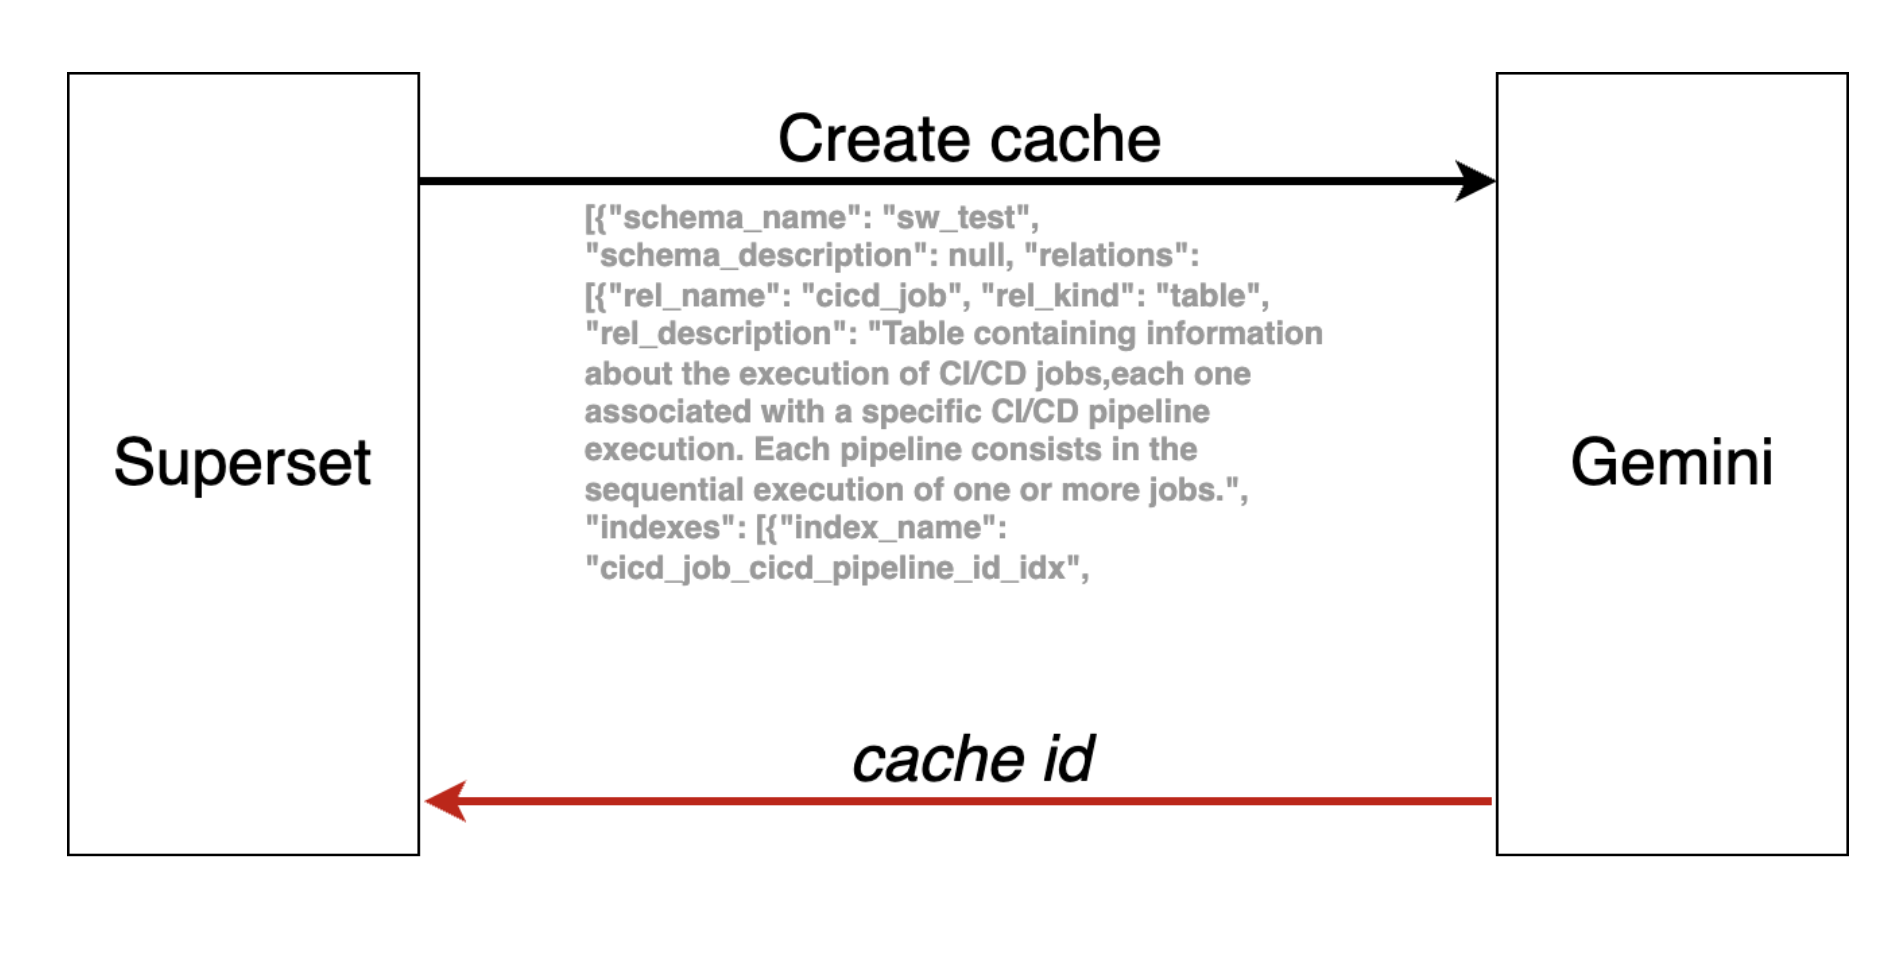 Create cache
[{"schema_name": "sw_test",
"schema_description": null, "relations":
[{"rel_name": "cicd_job", "rel_kind": "table",
"rel_description": "Table containing information
about the execution of CI/CD jobs,each one
associated with a specific CI/CD pipeline
execution. Each pipeline consists in the
sequential execution of one or more jobs.",
"indexes": [{"index_name":
"cicd_job_cicd_pipeline_id_idx",
Superset
Gemini
cache id